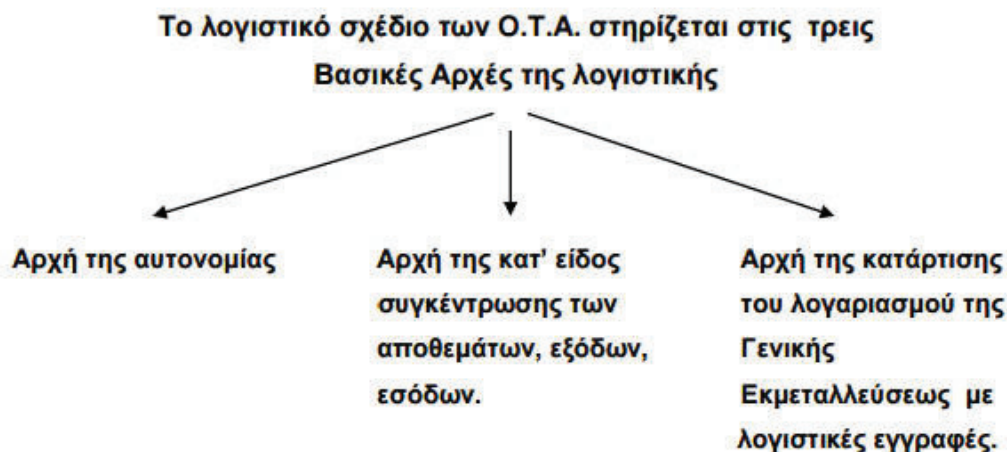 Το λογιστικό σχέδιο των Ο.Τ.Α. στηρίζεται στις τρεις
Βασικές Αρχές της λογιστικής
Αρχή της αυτονομίας
Αρχή της κατ' είδος
συγκέντρωσης των
αποθεμάτων, εξόδων,
εσόδων.
Αρχή της κατάρτισης
του λογαριασμού της
Γενικής
Εκμεταλλεύσεως με
λογιστικές εγγραφές.